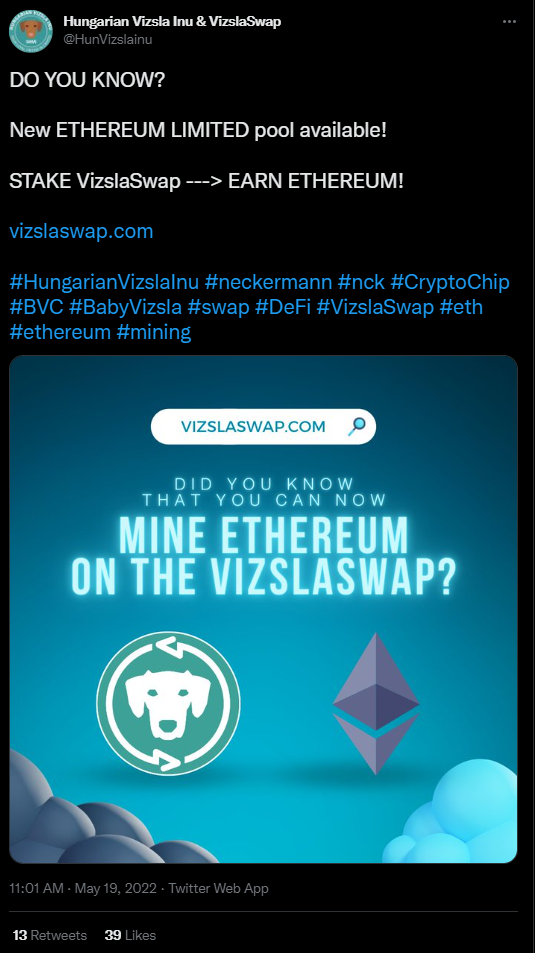 Hungarian Vizsla Inu & VizslaSwap
@HunVizslainu
DO YOU KNOW?
New ETHEREUM LIMITED pool available!
STAKE VizslaSwap ---> EARN ETHEREUM!
vizslaswap.com
#HungarianVizslaInu #neckermann #nck #CryptoChip
#BVC #BabyVizsla #swap #DeFi #VizslaSwap #eth
#ethereum #mining
VIZSLASWAP.COM
DID YOU KNOW
THAT YOU CAN NOW
MINE ETHEREUM
ON THE VIZSLASWAP?
11:01 AM · May 19, 2022 · Twitter Web App
13 Retweets 39 Likes